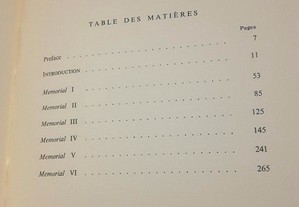 TABLE DES MATIÈRES
Pages
Preface . . . . . . . . . . . . . 7
INTRODUCTION . . . . . . . . . . . . 11
Memorial I . . . . . . . . . . . . 53
Memorial II . . . . . . . . . . . . 85
Memorial III . . . . . . . . . . . . 125
Memorial IV . . . . . . . . . . . . 145
Memorial V . . . . . . . . . . . . 241
Memorial VI . . . . . . . . . . . . 265